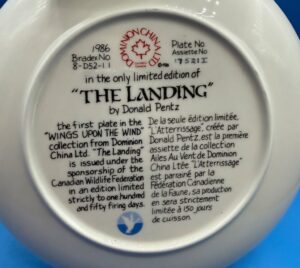 DOMINION CHINA LTD
1986
Bradex No
8-D52-1.1
Plate No
Assiette No
in the only limited edition of
"THE LANDING"
by Donald Pentz
the first plate in the
"WINGS UPON THE WIND"
collection from Dominion
China Ltd. "The Landing"
is issued under the
sponsorship of the
Canadian Wildlife Federation
in an edition limited
strictly to one hundred
and fifty firing days.
De la seule édition limitée,
"L'Atterrissage", créée par
Donald Pentz, est la première
assiette de la collection
Ailes Au Vent de Dominion
China Ltée. "L'Atterrissage"
est parrainé par la
Fédération Canadienne
de la Faune, sa production
en sera strictement
limitée à 150 jours
de cuisson.